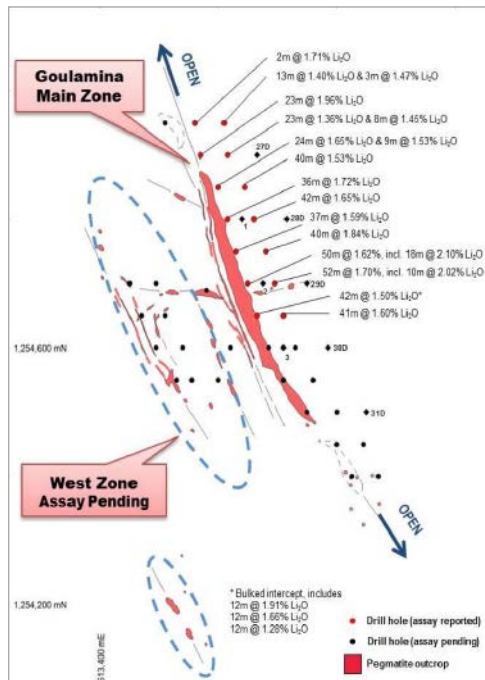 Goulamina
Main Zone
OPEN
2m @ 1.71% Li₂O
13m @ 1.40% Li₂O & 3m @ 1.47% Li₂O
23m @ 1.96% Li₂O
23m @ 1.36% Li₂O & 8m @ 1.45% Li₂O
24m @ 1.65% Li₂O & 9m @ 1.53% Li₂O
27D
40m @ 1.53% Li₂O
36m @ 1.72% Li₂O
42m @ 1.65% Li₂O
1
28D
37m @ 1.59% Li₂O
40m @ 1.84% Li₂O
50m @ 1.62%, incl. 18m @ 2.10% Li₂O
52m @ 1.70%, incl. 10m @ 2.02% Li₂O
2
29D
42m @ 1.50% Li₂O*
41m @ 1.60% Li₂O
1,254,600 mN
3
30D
31D
West Zone
Assay Pending
OPEN
1,254,200 mN
* Bulked intercept, includes
12m @ 1.91% Li₂O
12m @ 1.66% Li₂O
12m @ 1.28% Li₂O
Drill hole (assay reported)
Drill hole (assay pending)
Pegmatite outcrop
613,400 mE